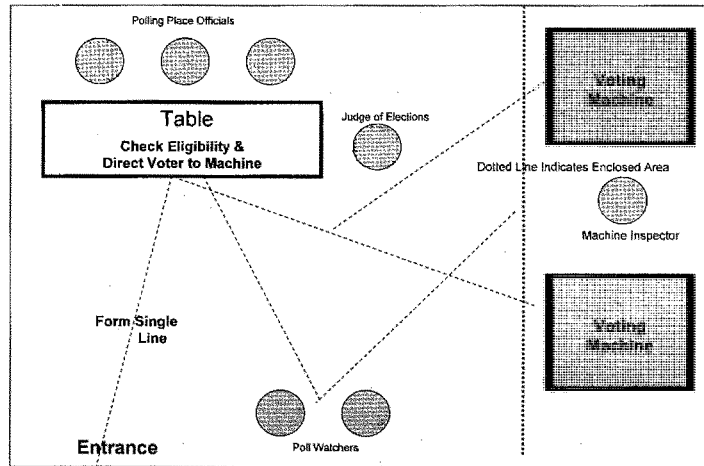 Polling Place Officials
Voting
Machine
Table
Check Eligibility &
Direct Voter to Machine
Judge of Elections
Dotted Line Indicates Enclosed Area
Machine Inspector
Form Single
Line
Voting
Machine
Entrance
Poll Watchers